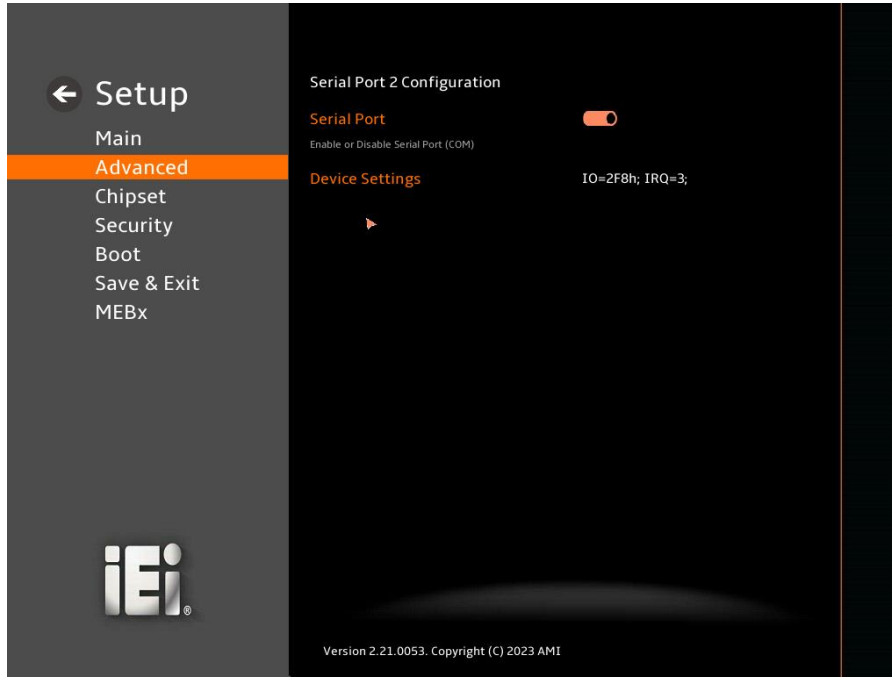 Setup
Main
Advanced
Chipset
Security
Boot
Save & Exit
MEBx
Serial Port 2 Configuration
Serial Port
Enable or Disable Serial Port (COM)
Device Settings IO=2F8h; IRQ=3;
iEi®
Version 2.21.0053. Copyright (C) 2023 AMI